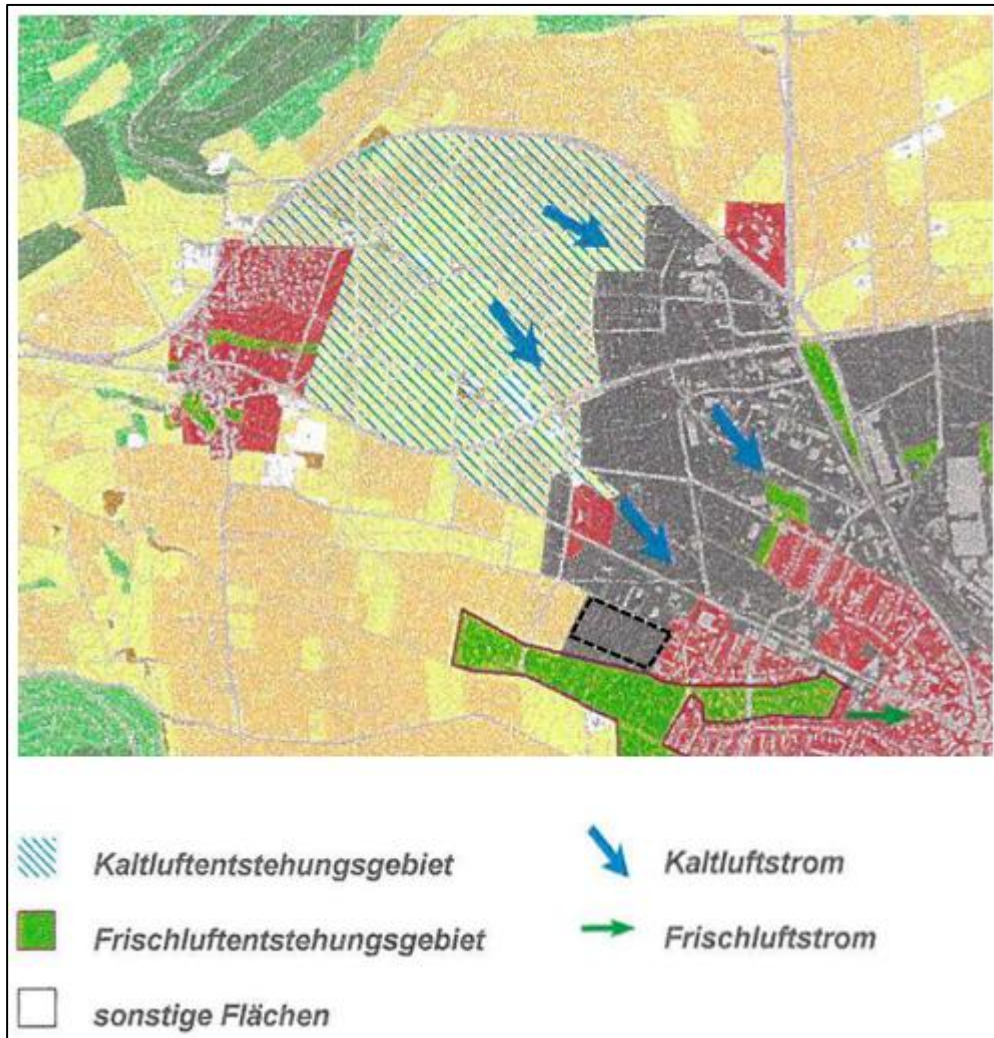 Kaltluftentstehungsgebiet
Kaltluftstrom
Frischluftentstehungsgebiet
Frischluftstrom
sonstige Flächen